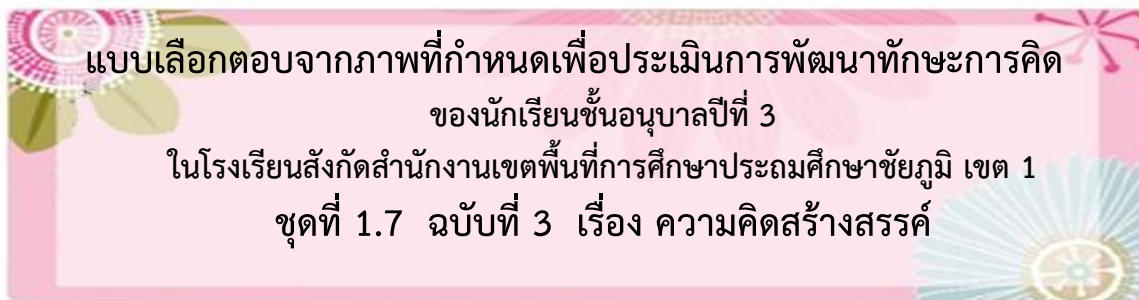 แบบเลือกตอบจากภาพที่กำหนดเพื่อประเมินการพัฒนาทักษะการคิด
ของนักเรียนชั้นอนุบาลปีที่ 3
ในโรงเรียนสังกัดสำนักงานเขตพื้นที่การศึกษาประถมศึกษาชัยภูมิ เขต 1
ชุดที่ 1.7 ฉบับที่ 3 เรื่อง ความคิดสร้างสรรค์